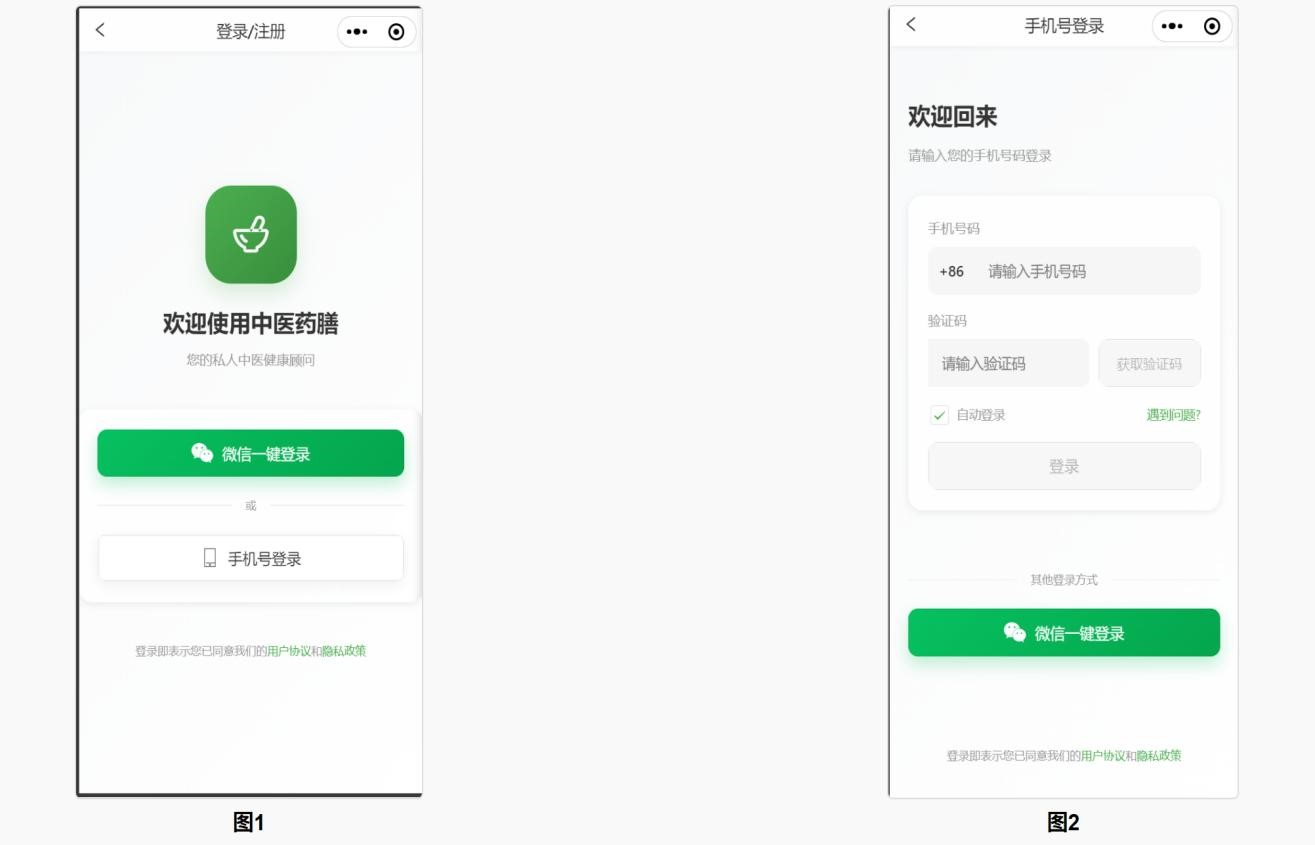 登录/注册
欢迎使用中医药膳
您的私人中医健康顾问
微信一键登录
或
手机号登录
登录即表示您已同意我们的用户协议和隐私政策
图1
手机号登录
欢迎回来
请输入您的手机号码登录
手机号码
+86 请输入手机号码
验证码
请输入验证码 获取验证码
自动登录 遇到问题?
登录
其他登录方式
微信一键登录
登录即表示您已同意我们的用户协议和隐私政策
图2